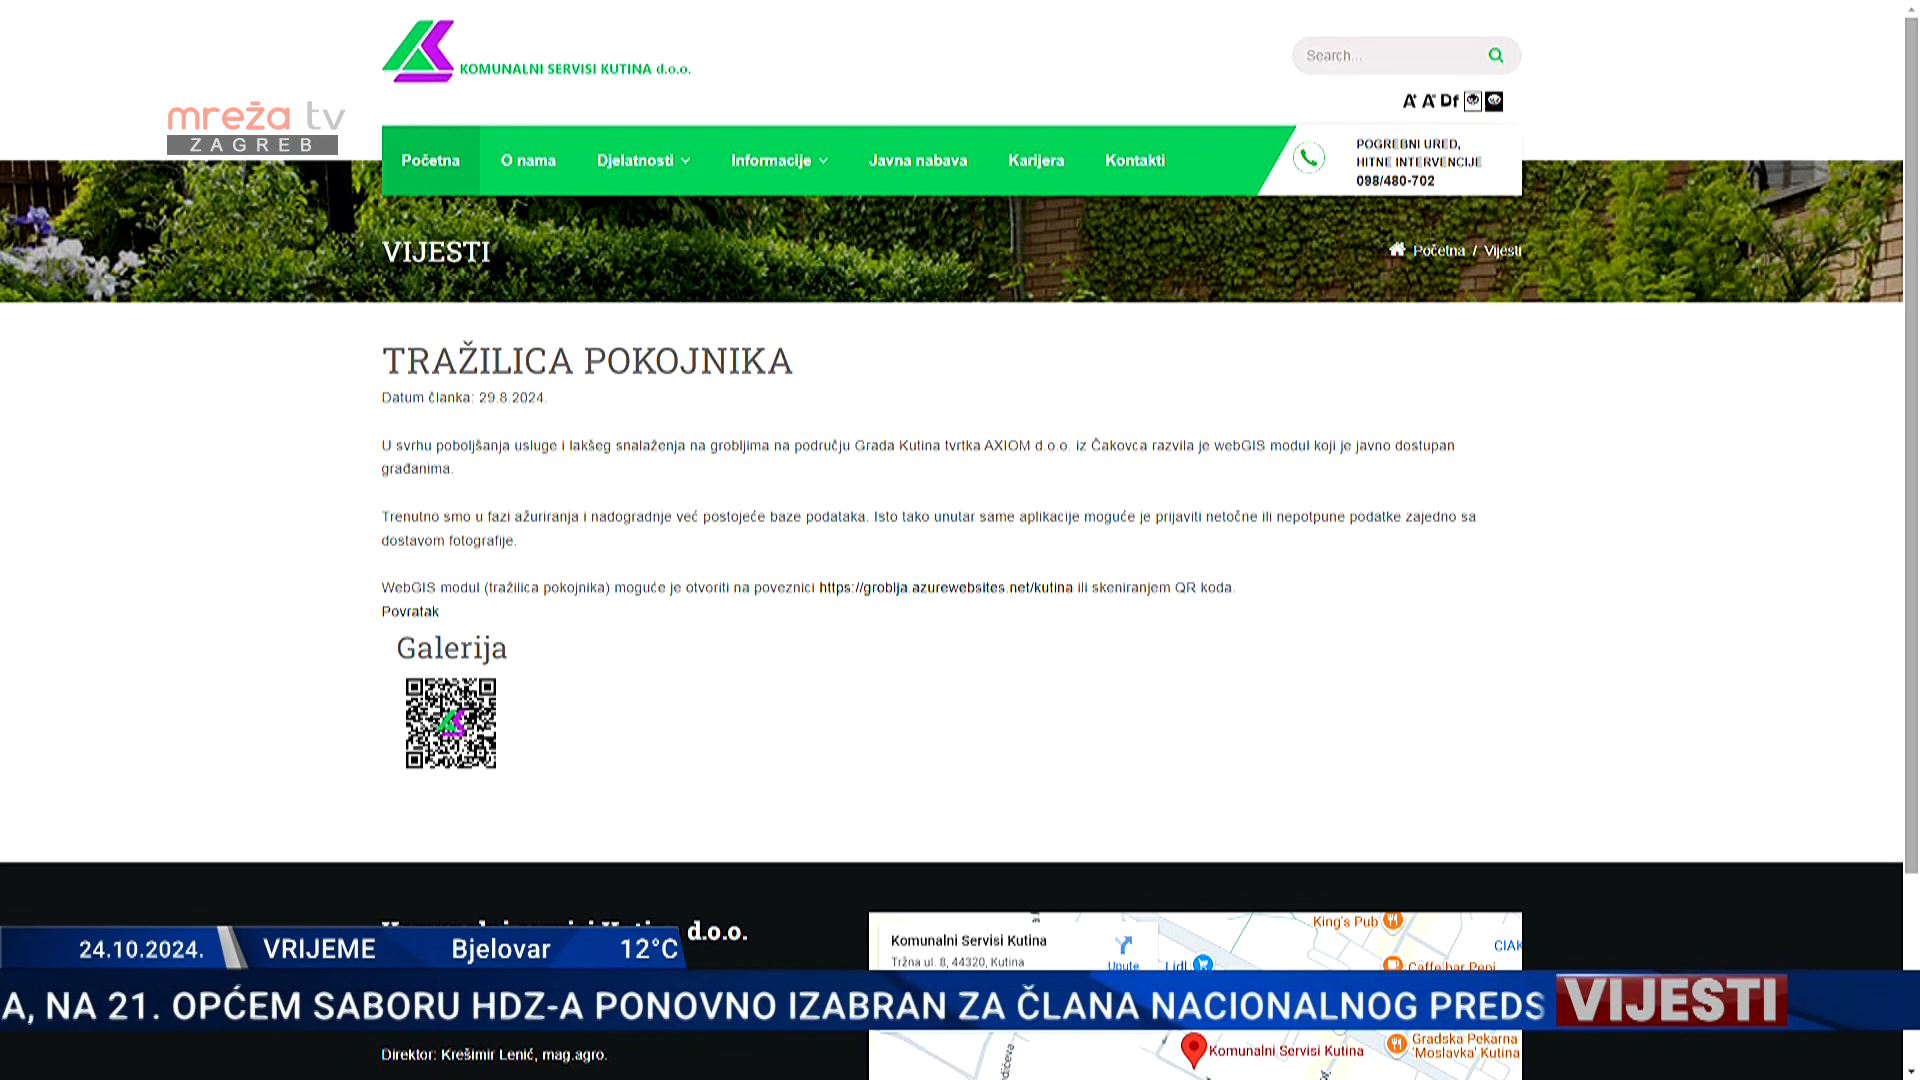 KOMUNALNI SERVISI KUTINA d.o.o.
Search...
A+ A- Df
mreža tv
ZAGREB
Početna O nama Djelatnosti Informacije Javna nabava Karijera Kontakti
POGREBNI URED,
HITNE INTERVENCIJE
098/480-702
VIJESTI
Početna / Vijesti
TRAŽILICA POKOJNIKA
Datum članka: 29.8.2024.
U svrhu poboljšanja usluge i lakšeg snalaženja na grobljima na području Grada Kutina tvrtka AXIOM d.o.o. iz Čakovca razvila je webGIS modul koji je javno dostupan
građanima.
Trenutno smo u fazi ažuriranja i nadogradnje već postojeće baze podataka. Isto tako unutar same aplikacije moguće je prijaviti netočne ili nepotpune podatke zajedno sa
dostavom fotografije.
WebGIS modul (tražilica pokojnika) moguće je otvoriti na poveznici https://groblja.azurewebsites.net/kutina ili skeniranjem QR koda.
Povratak
Galerija
d.o.o.
King's Pub
Komunalni Servisi Kutina
CIAK
Tržna ul. 8, 44320, Kutina
Upute
Lidl
Caffe bar Peni
24.10.2024. VRIJEME Bjelovar 12°C
A, NA 21. OPĆEM SABORU HDZ-A PONOVNO IZABRAN ZA ČLANA NACIONALNOG PREDS
VIJESTI
Direktor: Krešimir Lenić, mag.agro.
Komunalni Servisi Kutina
Gradska Pekarna
'Moslavka' Kutina